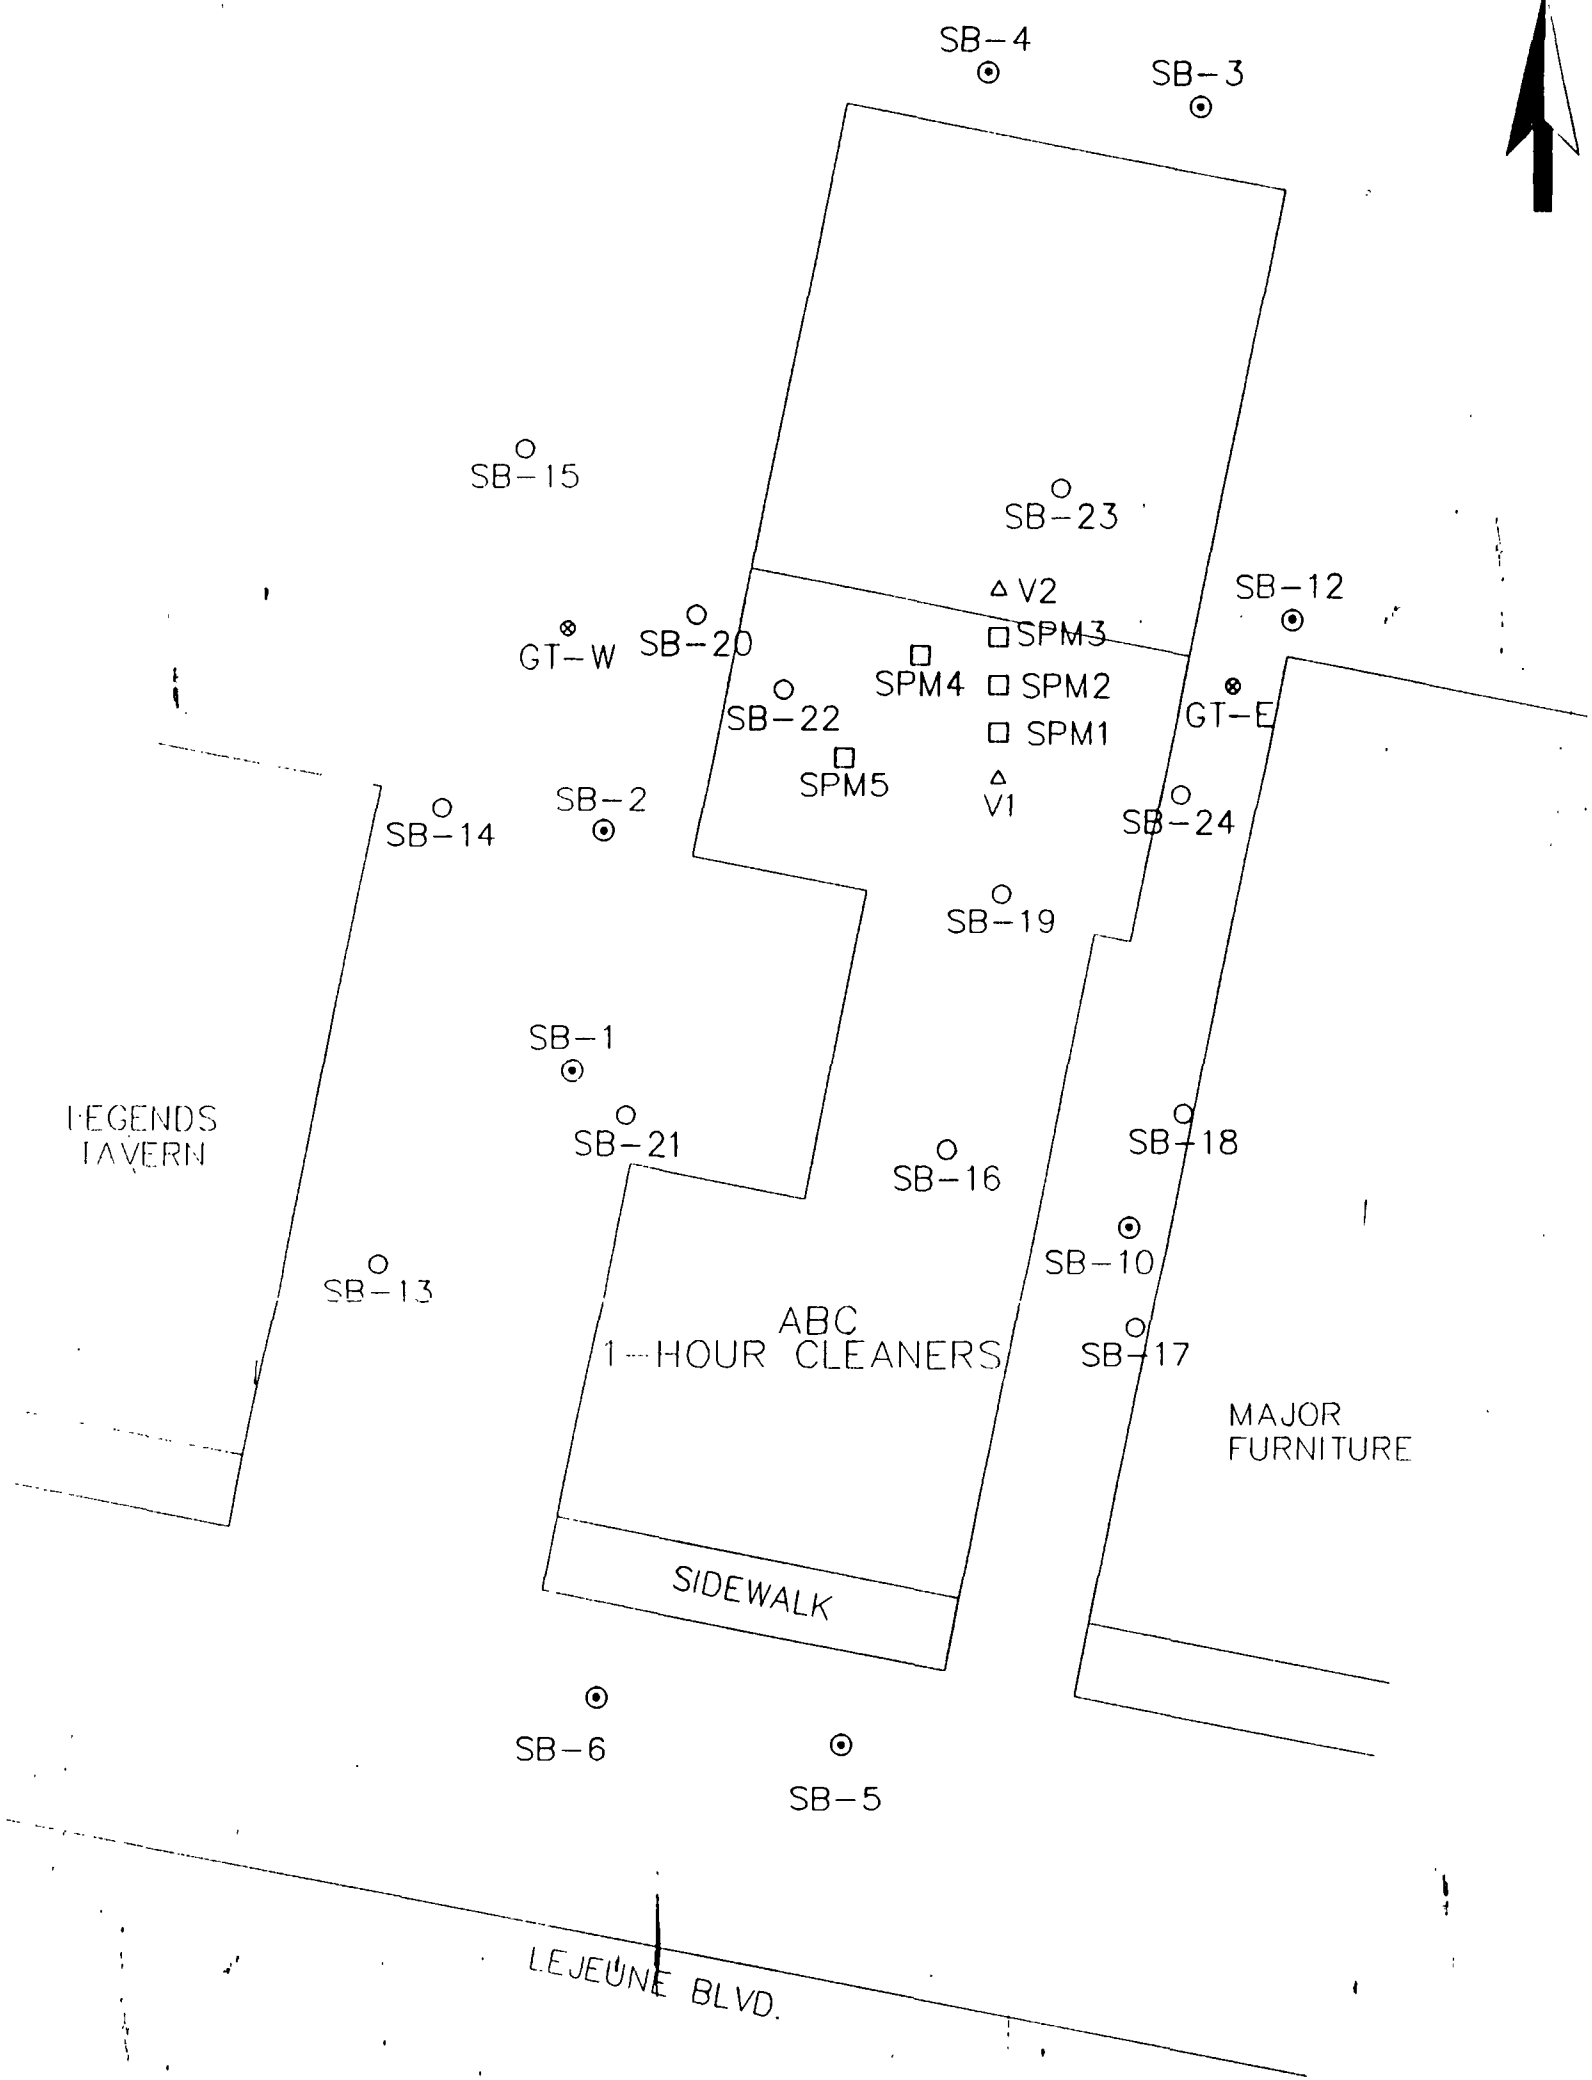 SB-4
SB-3
SB-15
SB-23
SB-12
V2
SPM3
SB-20
GT-W
SPM4
SPM2
GT-E
SB-22
SPM1
SPM5
V1
SB-2
SB-14
SB-24
SB-19
SB-1
LEGENDS
TAVERN
SB-21
SB-18
SB-16
SB-10
SB-13
ABC
1-HOUR CLEANERS
SB-17
MAJOR
FURNITURE
SIDEWALK
SB-6
SB-5
LEJEUNE BLVD.